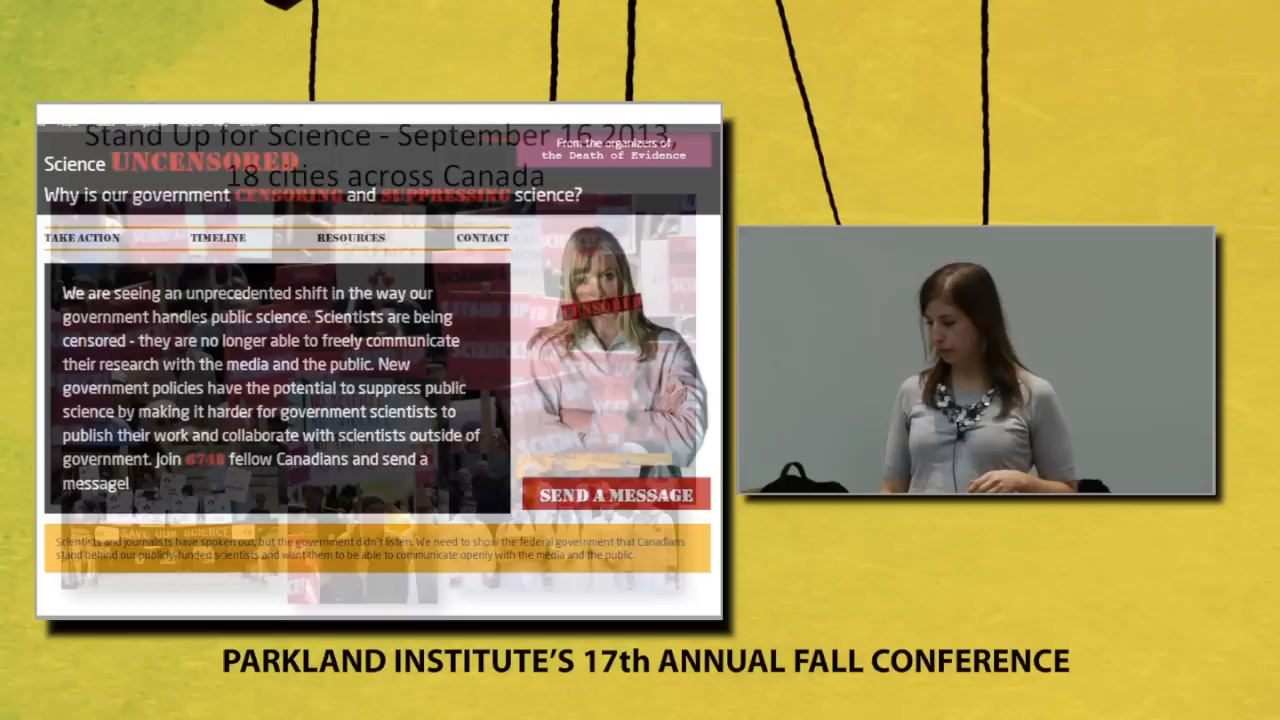 Stand Up for Science - September 16 2013,
18 cities across Canada
From the organizers of
the Death of Evidence
Science UNCENSORED
Why is our government CENSORING and SUPPRESSING science?
TAKE ACTION TIMELINE RESOURCES CONTACT
CENSORED
We are seeing an unprecedented shift in the way our
government handles public science. Scientists are being
censored - they are no longer able to freely communicate
their research with the media and the public. New
government policies have the potential to suppress public
science by making it harder for government scientists to
publish their work and collaborate with scientists outside of
government. Join 6748 fellow Canadians and send a
message!
SEND A MESSAGE
Scientists and journalists have spoken out, but the government didn't listen. We need to show the federal government that Canadians
stand behind our publicly-funded scientists and want them to be able to communicate openly with the media and the public.
PARKLAND INSTITUTE'S 17th ANNUAL FALL CONFERENCE